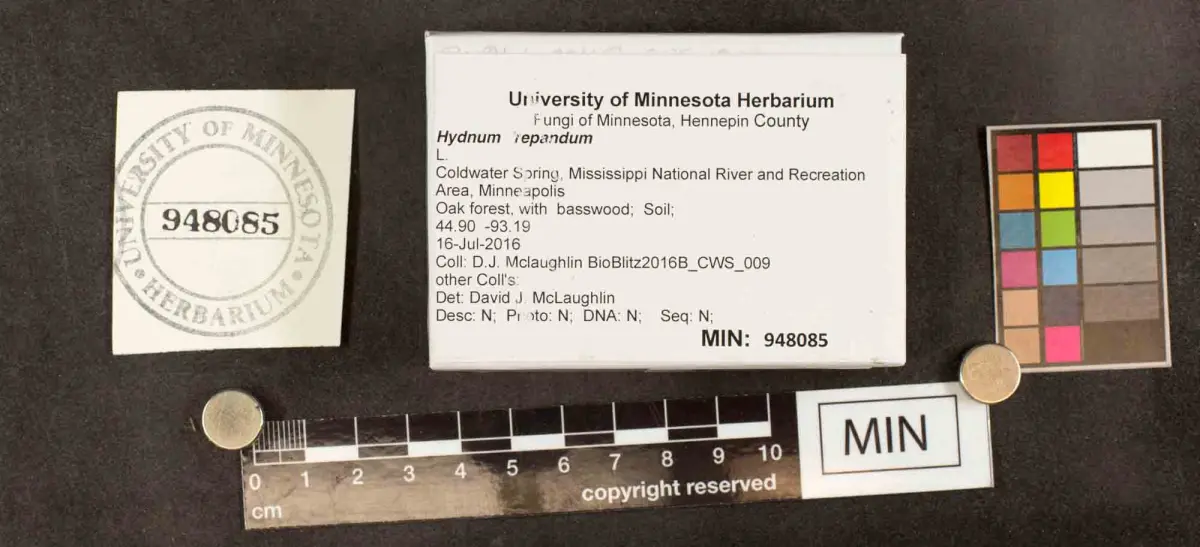 UNIVERSITY OF MINNESOTA
948085
HERBARIUM
University of Minnesota Herbarium
Fungi of Minnesota, Hennepin County
Hydnum repandum
L.
Coldwater Spring, Mississippi National River and Recreation
Area, Minneapolis
Oak forest, with basswood; Soil;
44.90 -93.19
16-Jul-2016
Coll: D.J. Mclaughlin BioBlitz2016B_CWS_009
other Coll's:
Det: David J. McLaughlin
Desc: N; Photo: N; DNA: N; Seq: N;
MIN: 948085
0 1 2 3 4 5 6 7 8 9 10
cm
copyright reserved
MIN